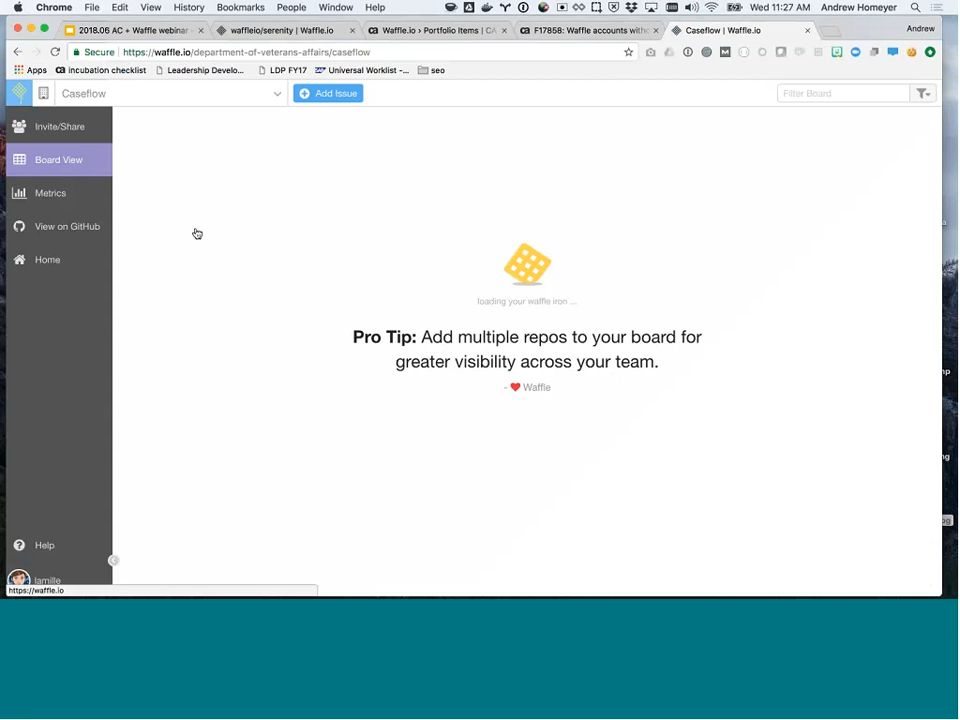 Chrome File Edit View History Bookmarks People Window Help Wed 11:27 AM Andrew Homeyer
2018.06 AC + Waffle webinar - waffleio/serenity | Waffle.io Waffle.io › Portfolio Items | CA F17858: Waffle accounts with Caseflow | Waffle.io Andrew
Secure https://waffle.io/department-of-veterans-affairs/caseflow
Apps incubation checklist Leadership Develo... LDP FY17 Universal Worklist -... seo
Caseflow Add Issue Filter Board
Invite/Share
Board View
Metrics
View on GitHub
Home
loading your waffle iron ...
Pro Tip: Add multiple repos to your board for
greater visibility across your team.
- ❤ Waffle
Help
lamille
https://waffle.io